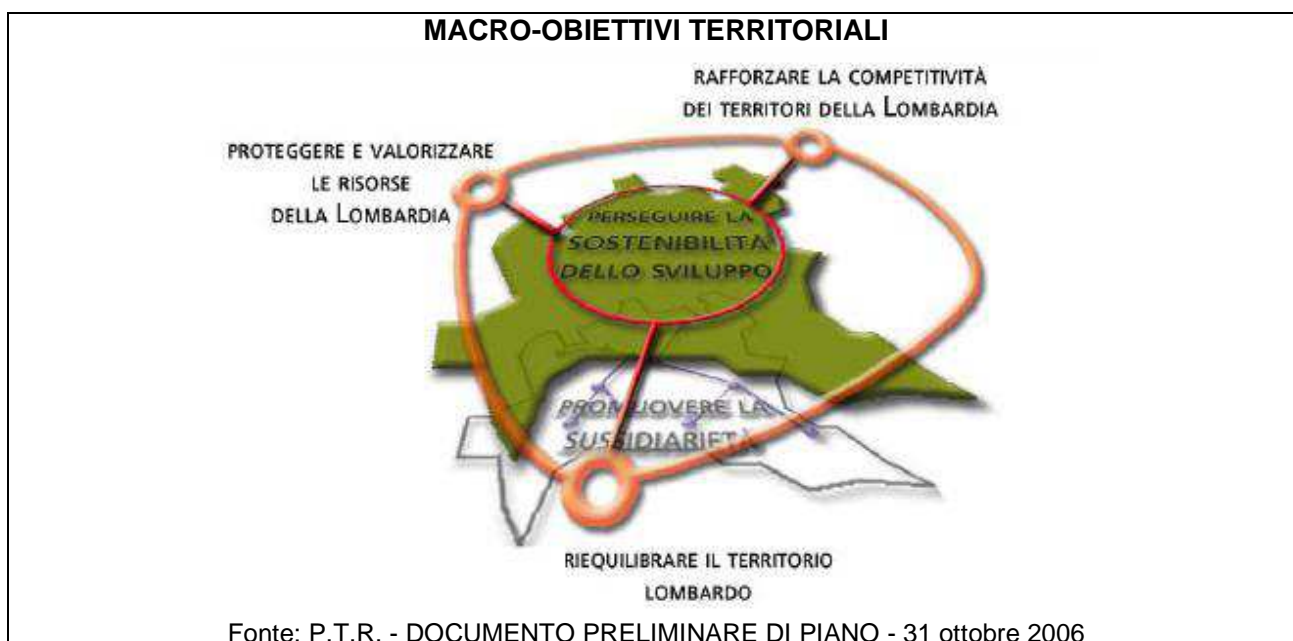 MACRO-OBIETTIVI TERRITORIALI
RAFFORZARE LA COMPETITIVITÀ
DEI TERRITORI DELLA LOMBARDIA
PROTEGGERE E VALORIZZARE
LE RISORSE
DELLA LOMBARDIA
PERSEGUIRE LA
SOSTENIBILITÀ
DELLO SVILUPPO
PROMUOVERE LA
SUSSIDIARIETÀ
RIEQUILIBRARE IL TERRITORIO
LOMBARDO
Fonte: P.T.R. - DOCUMENTO PRELIMINARE DI PIANO - 31 ottobre 2006